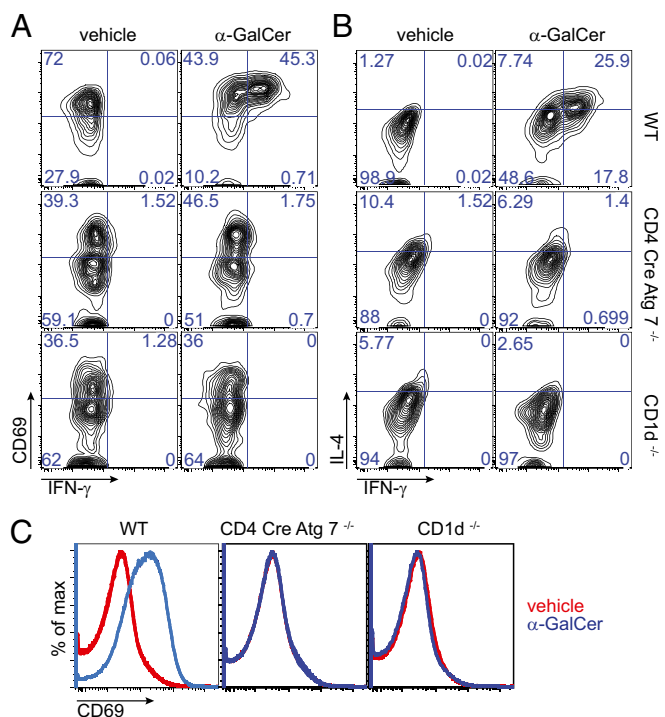 A
vehicle
α-GalCer
72
0.06
43.9
45.3
27.9
0.02
10.2
0.71
39.3
1.52
46.5
1.75
59.1
0
51
0.7
36.5
1.28
36
0
62
0
64
0
CD69
IFN-γ
B
vehicle
α-GalCer
1.27
0.02
7.74
25.9
98.9
0.02
48.6
17.8
WT
10.4
1.52
6.29
1.4
88
0
92
0.699
CD4 Cre Atg 7 -/-
5.77
0
2.65
0
94
0
97
0
CD1d -/-
IL-4
IFN-γ
C
WT
CD4 Cre Atg 7 -/-
CD1d -/-
% of max
CD69
vehicle
α-GalCer